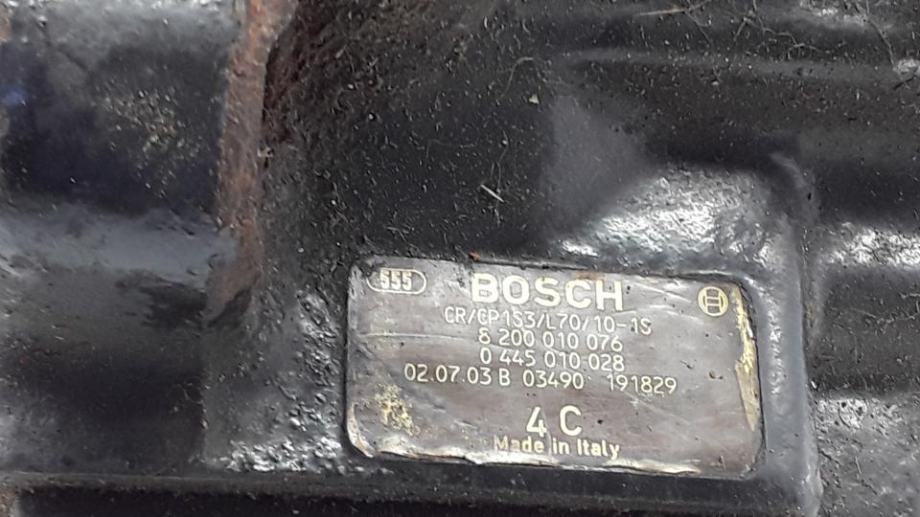 555
BOSCH
CR/CP1S3/L70/10-1S
8 200 010 076
0 445 010 028
02.07.03 B 03490 191829
4 C
Made in Italy